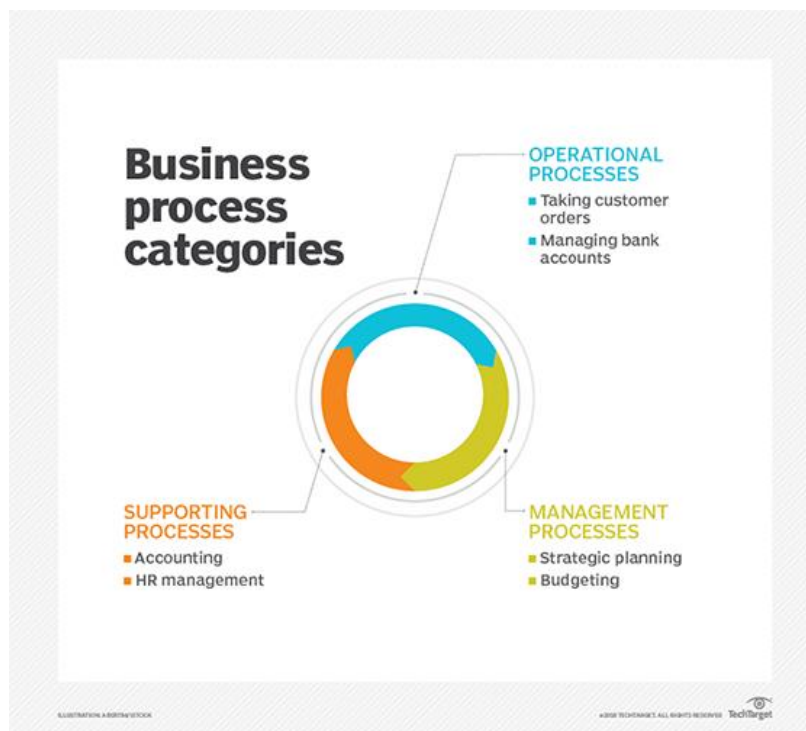 Business
process
categories
OPERATIONAL
PROCESSES
Taking customer
orders
Managing bank
accounts
SUPPORTING
PROCESSES
Accounting
HR management
MANAGEMENT
PROCESSES
Strategic planning
Budgeting
TechTarget